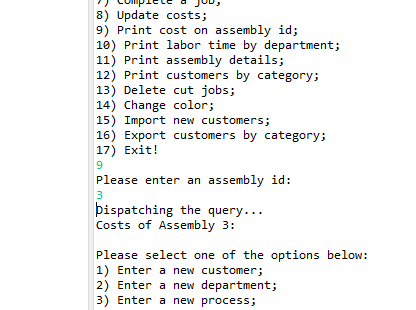 7) Complete a job;
8) Update costs;
9) Print cost on assembly id;
10) Print labor time by department;
11) Print assembly details;
12) Print customers by category;
13) Delete cut jobs;
14) Change color;
15) Import new customers;
16) Export customers by category;
17) Exit!
9
Please enter an assembly id:
3
Dispatching the query...
Costs of Assembly 3:
Please select one of the options below:
1) Enter a new customer;
2) Enter a new department;
3) Enter a new process;